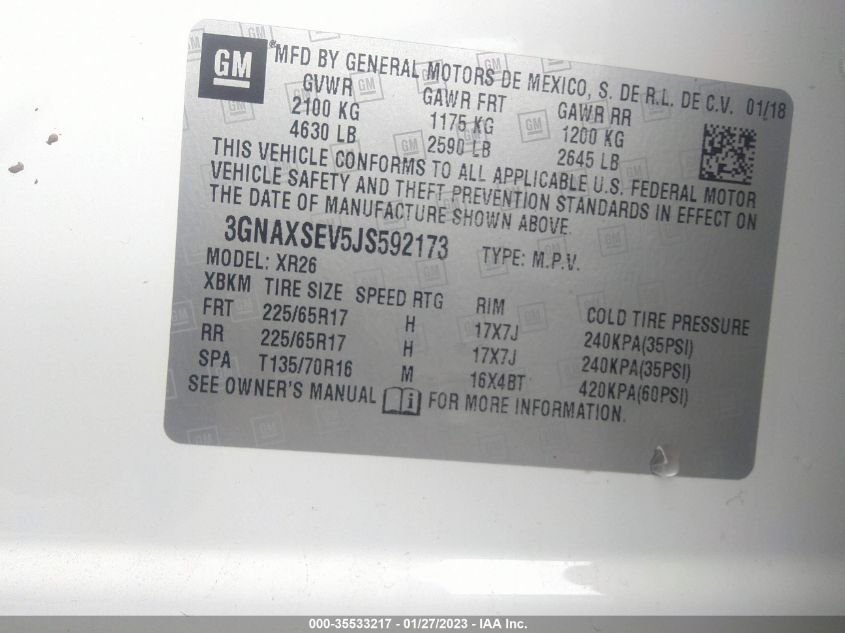 GM ® MFD BY GENERAL MOTORS DE MEXICO, S. DE R.L. DE C.V. 01/18
GVWR GAWR FRT GAWR RR
2100 KG 1175 KG 1200 KG
4630 LB 2590 LB 2645 LB
THIS VEHICLE CONFORMS TO ALL APPLICABLE U.S. FEDERAL MOTOR
VEHICLE SAFETY AND THEFT PREVENTION STANDARDS IN EFFECT ON
THE DATE OF MANUFACTURE SHOWN ABOVE.
3GNAXSEV5JS592173 TYPE: M.P.V.
MODEL: XR26
XBKM TIRE SIZE SPEED RTG RIM COLD TIRE PRESSURE
FRT 225/65R17 H 17X7J 240KPA(35PSI)
RR 225/65R17 H 17X7J 240KPA(35PSI)
SPA T135/70R16 M 16X4BT 420KPA(60PSI)
SEE OWNER'S MANUAL i FOR MORE INFORMATION.
000-35533217 - 01/27/2023 - IAAI Inc.